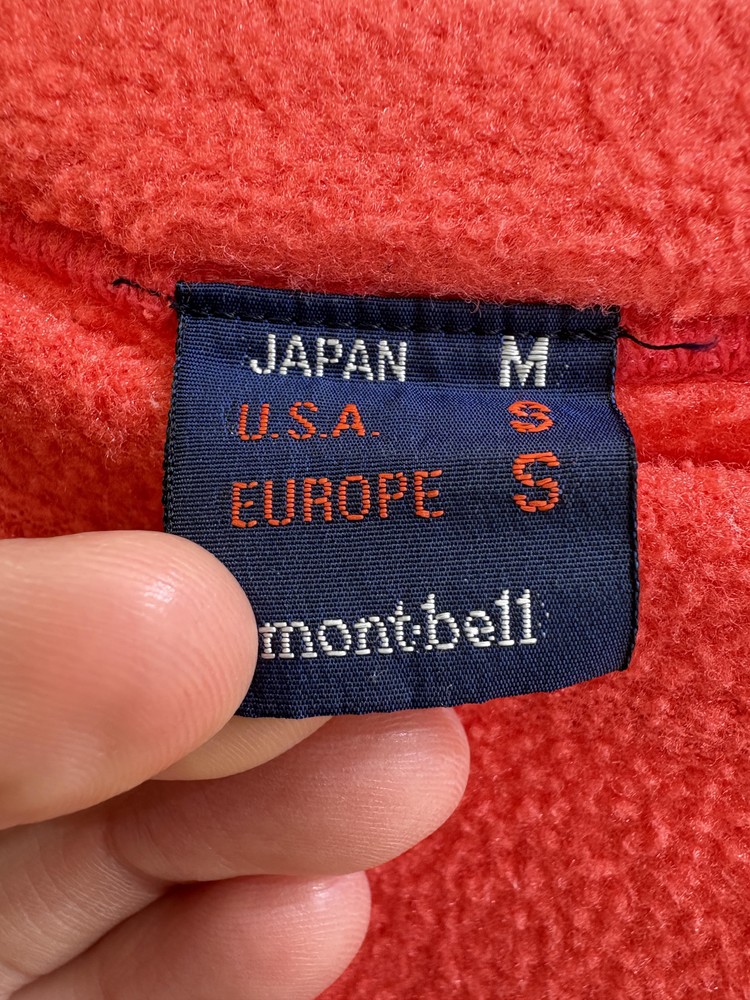 JAPAN M
U.S.A. S
EUROPE S
mont·bell